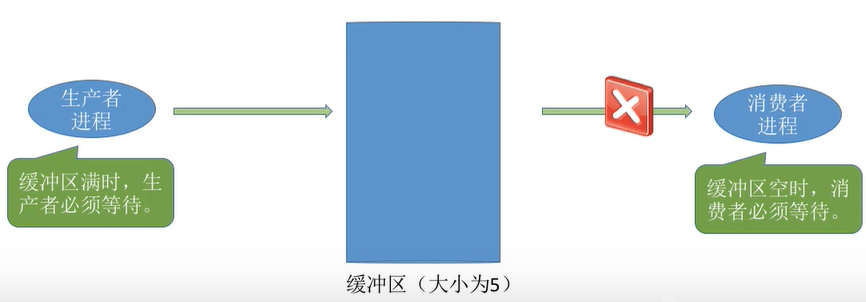 生产者
进程
缓冲区满时，生
产者必须等待。
消费者
进程
缓冲区空时，消
费者必须等待。
缓冲区（大小为5）